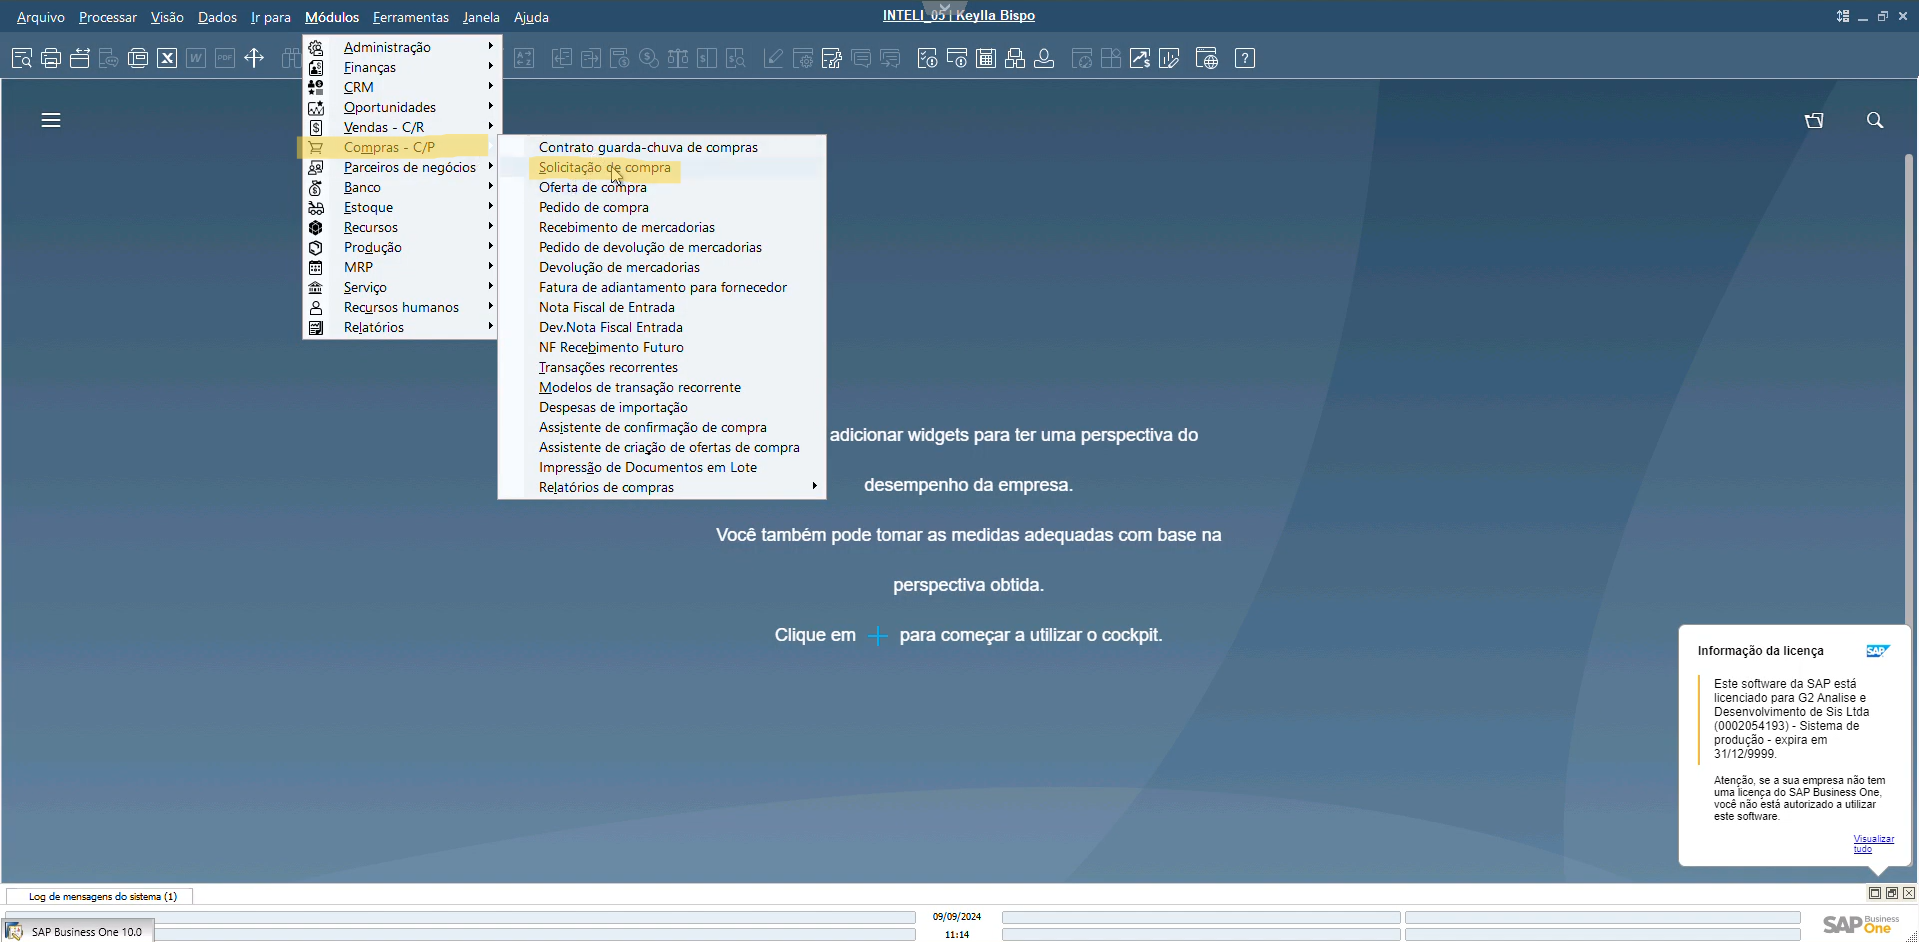 Arquivo Processar Visão Dados Ir para Módulos Ferramentas Janela Ajuda
INTELI_05 | Keylla Bispo
Administração
Finanças
CRM
Oportunidades
Vendas - C/R
Compras - C/P
Parceiros de negócios
Banco
Estoque
Recursos
Produção
MRP
Serviço
Recursos humanos
Relatórios
Contrato guarda-chuva de compras
Solicitação de compra
Oferta de compra
Pedido de compra
Recebimento de mercadorias
Pedido de devolução de mercadorias
Devolução de mercadorias
Fatura de adiantamento para fornecedor
Nota Fiscal de Entrada
Dev.Nota Fiscal Entrada
NF Recebimento Futuro
Transações recorrentes
Modelos de transação recorrente
Despesas de importação
Assistente de confirmação de compra
Assistente de criação de ofertas de compra
Impressão de Documentos em Lote
Relatórios de compras
adicionar widgets para ter uma perspectiva do
desempenho da empresa.
Você também pode tomar as medidas adequadas com base na
perspectiva obtida.
Clique em + para começar a utilizar o cockpit.
Informação da licença
SAP
Este software da SAP está
licenciado para G2 Analise e
Desenvolvimento de Sis Ltda
(0002054193) - Sistema de
produção - expira em
31/12/9999.
Atenção, se a sua empresa não tem
uma licença do SAP Business One,
você não está autorizado a utilizar
este software.
Visualizar
tudo
Log de mensagens do sistema (1)
09/09/2024
11:14
SAP Business One 10.0
SAP Business One